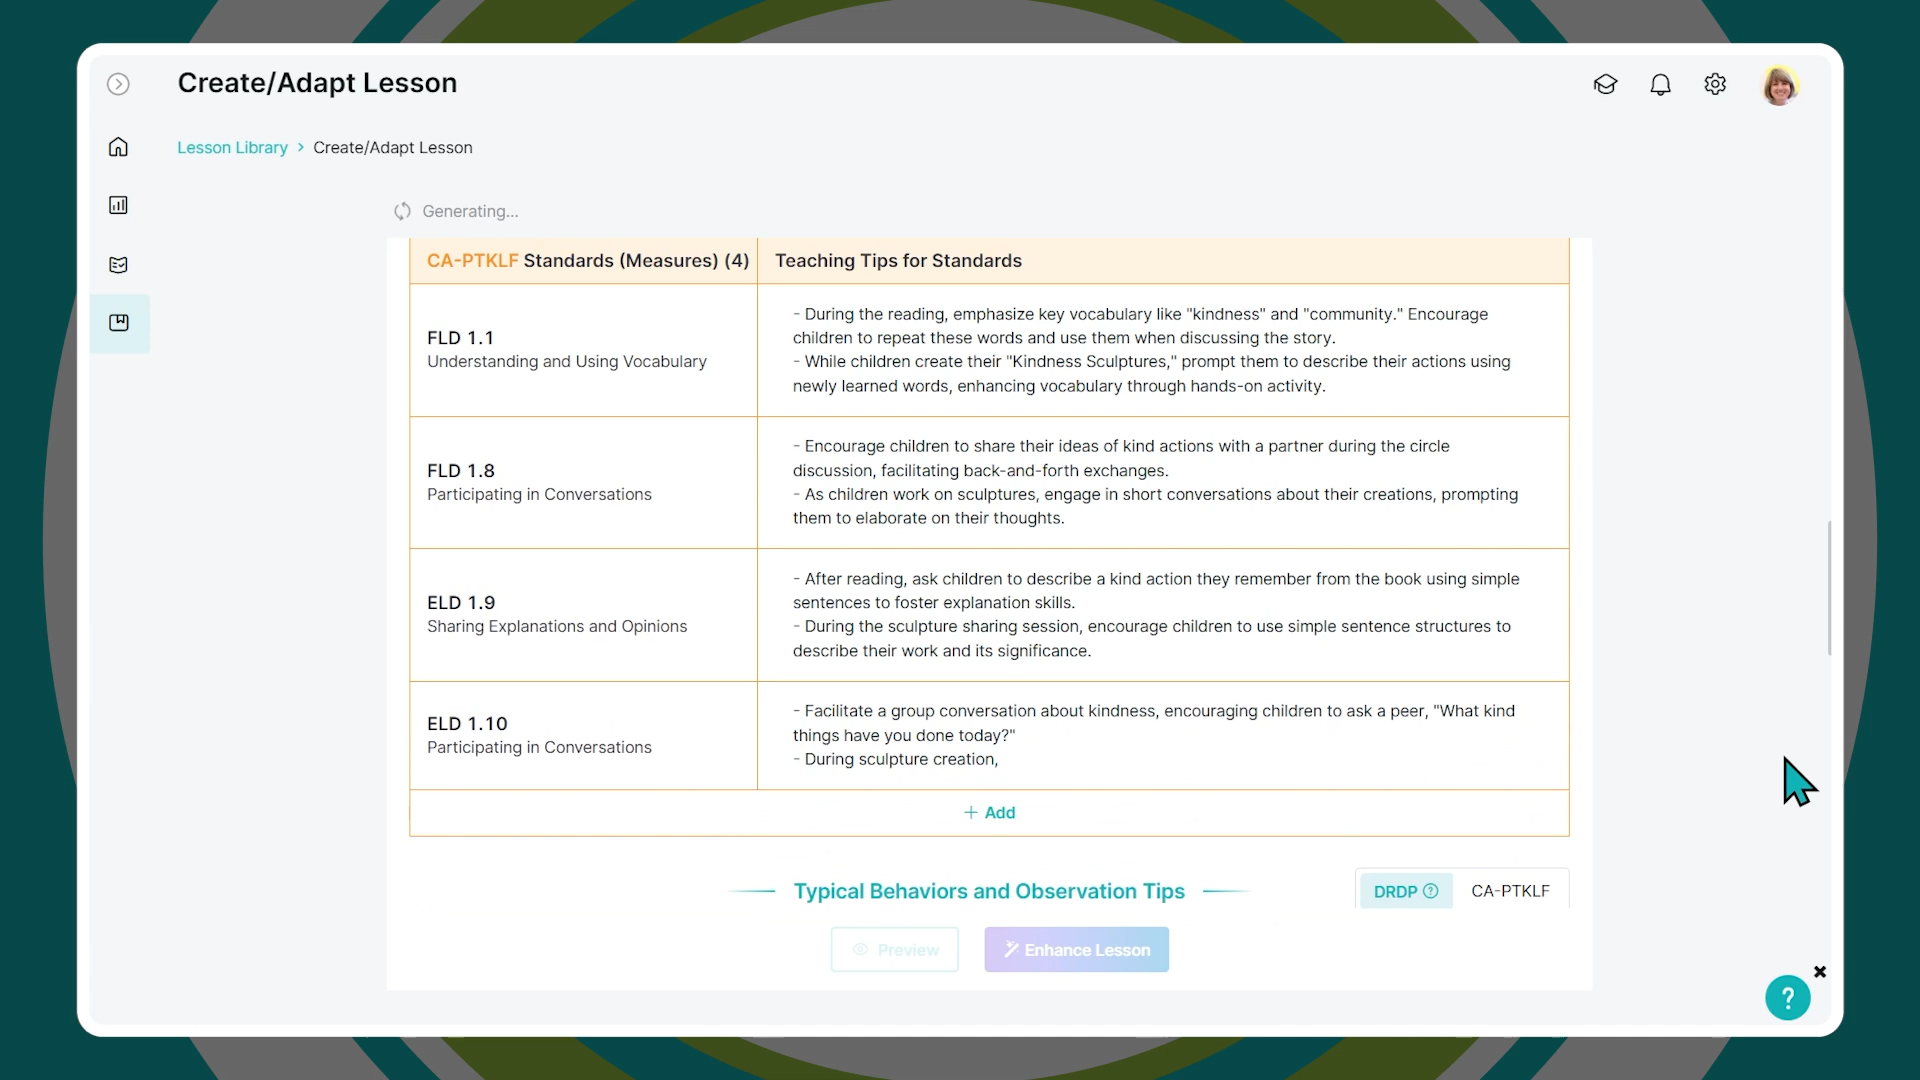 Create/Adapt Lesson
Lesson Library > Create/Adapt Lesson
Generating...
CA-PTKLF Standards (Measures) (4)
Teaching Tips for Standards
FLD 1.1
Understanding and Using Vocabulary
- During the reading, emphasize key vocabulary like "kindness" and "community." Encourage
children to repeat these words and use them when discussing the story.
- While children create their "Kindness Sculptures," prompt them to describe their actions using
newly learned words, enhancing vocabulary through hands-on activity.
FLD 1.8
Participating in Conversations
- Encourage children to share their ideas of kind actions with a partner during the circle
discussion, facilitating back-and-forth exchanges.
- As children work on sculptures, engage in short conversations about their creations, prompting
them to elaborate on their thoughts.
ELD 1.9
Sharing Explanations and Opinions
- After reading, ask children to describe a kind action they remember from the book using simple
sentences to foster explanation skills.
- During the sculpture sharing session, encourage children to use simple sentence structures to
describe their work and its significance.
ELD 1.10
Participating in Conversations
- Facilitate a group conversation about kindness, encouraging children to ask a peer, "What kind
things have you done today?"
- During sculpture creation,
+ Add
Typical Behaviors and Observation Tips
DRDP ?
CA-PTKLF
Preview
Enhance Lesson
?